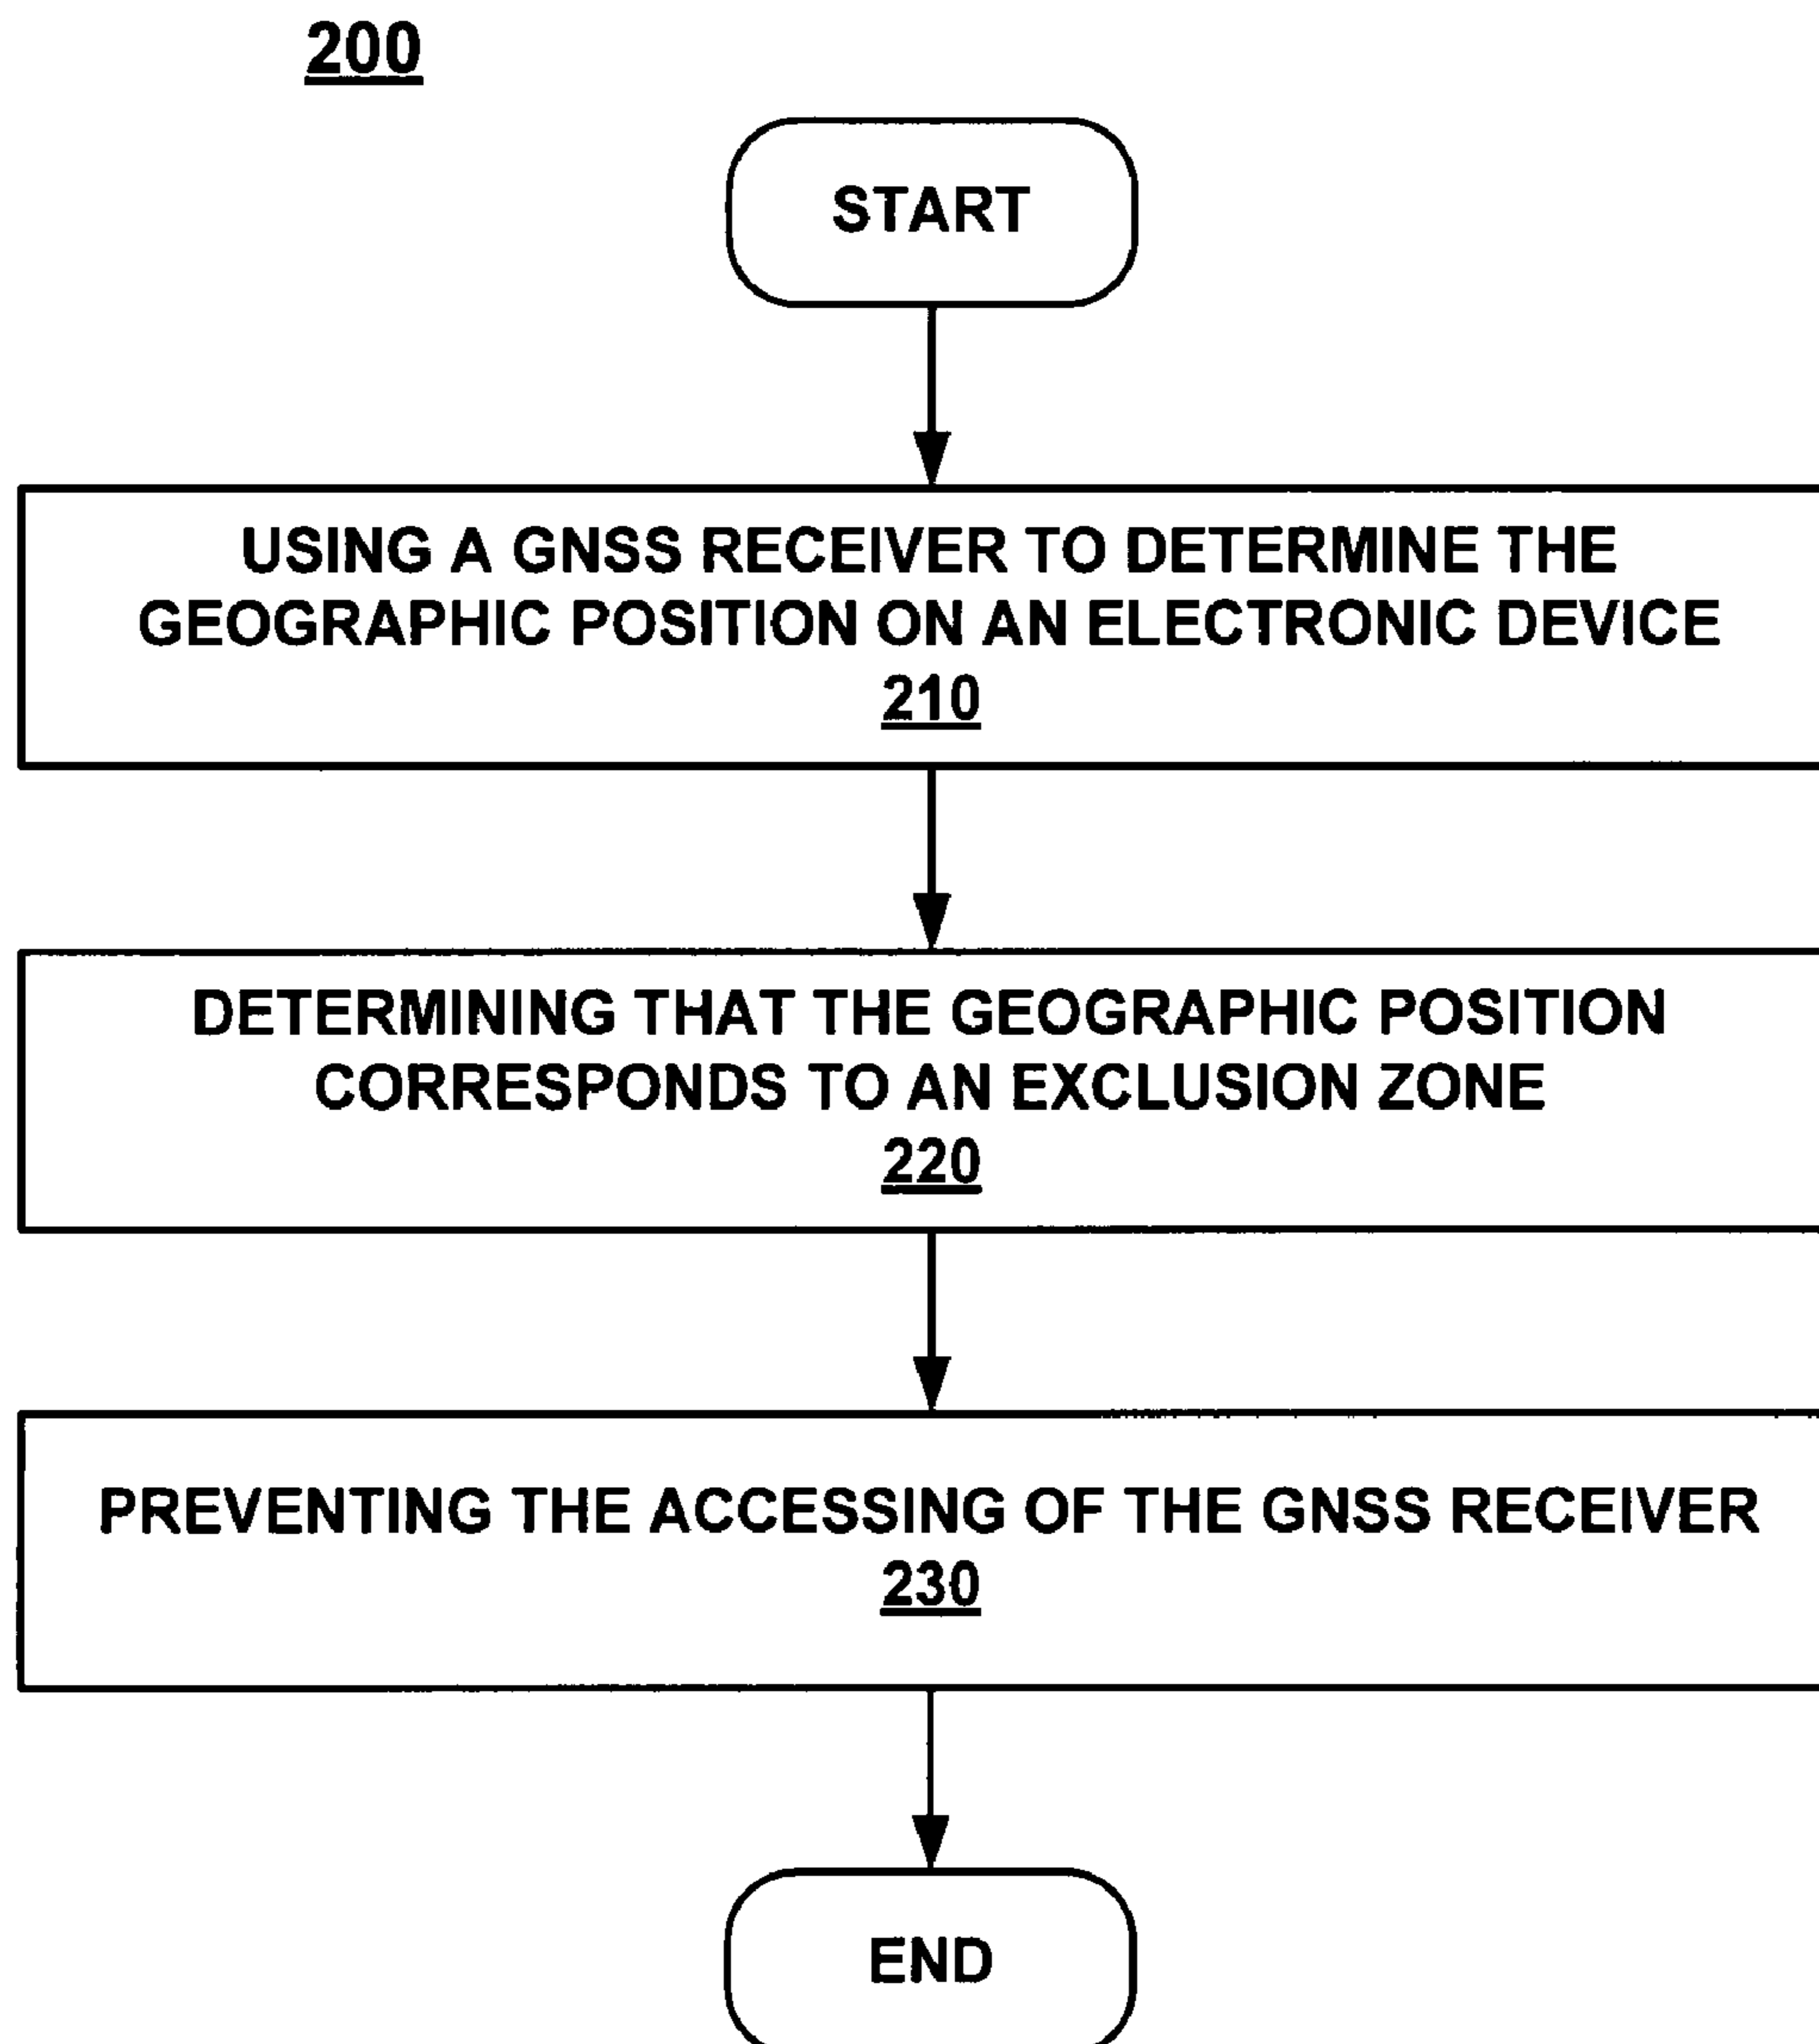 200
START
USING A GNSS RECEIVER TO DETERMINE THE
GEOGRAPHIC POSITION ON AN ELECTRONIC DEVICE
210
DETERMINING THAT THE GEOGRAPHIC POSITION
CORRESPONDS TO AN EXCLUSION ZONE
220
PREVENTING THE ACCESSING OF THE GNSS RECEIVER
230
END